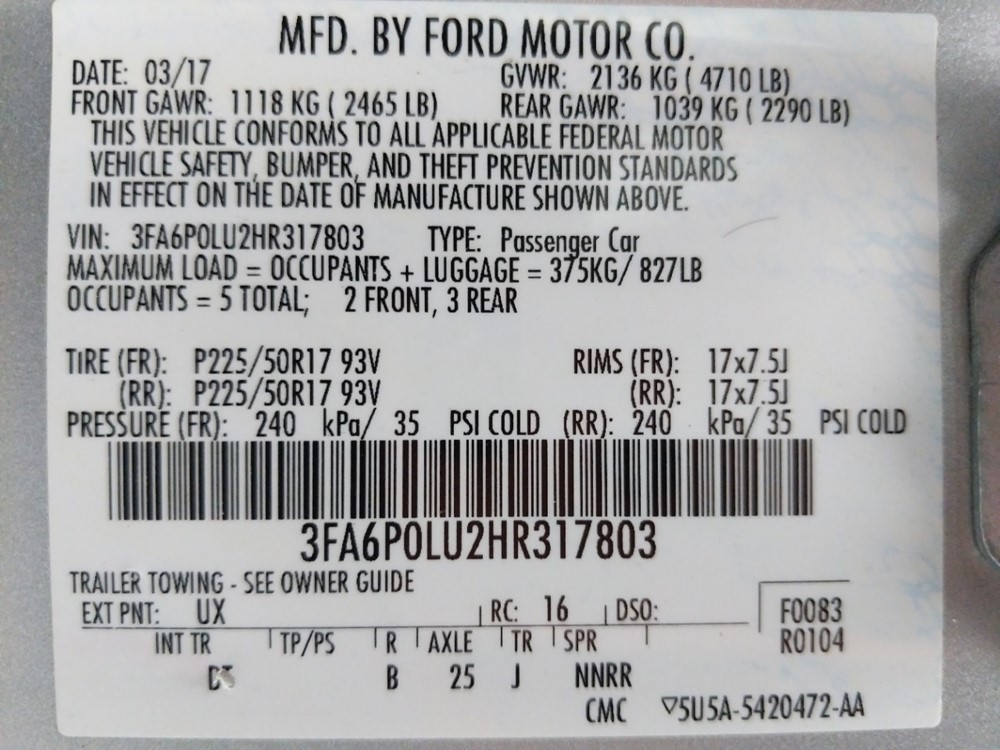 MFD. BY FORD MOTOR CO.
DATE: 03/17 GVWR: 2136 KG ( 4710 LB)
FRONT GAWR: 1118 KG ( 2465 LB) REAR GAWR: 1039 KG ( 2290 LB)
THIS VEHICLE CONFORMS TO ALL APPLICABLE FEDERAL MOTOR
VEHICLE SAFETY, BUMPER, AND THEFT PREVENTION STANDARDS
IN EFFECT ON THE DATE OF MANUFACTURE SHOWN ABOVE.
VIN: 3FA6P0LU2HR317803 TYPE: Passenger Car
MAXIMUM LOAD = OCCUPANTS + LUGGAGE = 375KG/ 827LB
OCCUPANTS = 5 TOTAL; 2 FRONT, 3 REAR
TIRE (FR): P225/50R17 93V RIMS (FR): 17x7.5J
(RR): P225/50R17 93V (RR): 17x7.5J
PRESSURE (FR): 240 kPa/ 35 PSI COLD (RR): 240 kPa/ 35 PSI COLD
3FA6P0LU2HR317803
TRAILER TOWING - SEE OWNER GUIDE
EXT PNT: UX RC: 16 DSO: F0083
INT TR TP/PS R AXLE TR SPR R0104
B 25 J NNRR
CMC ▽5U5A-5420472-AA